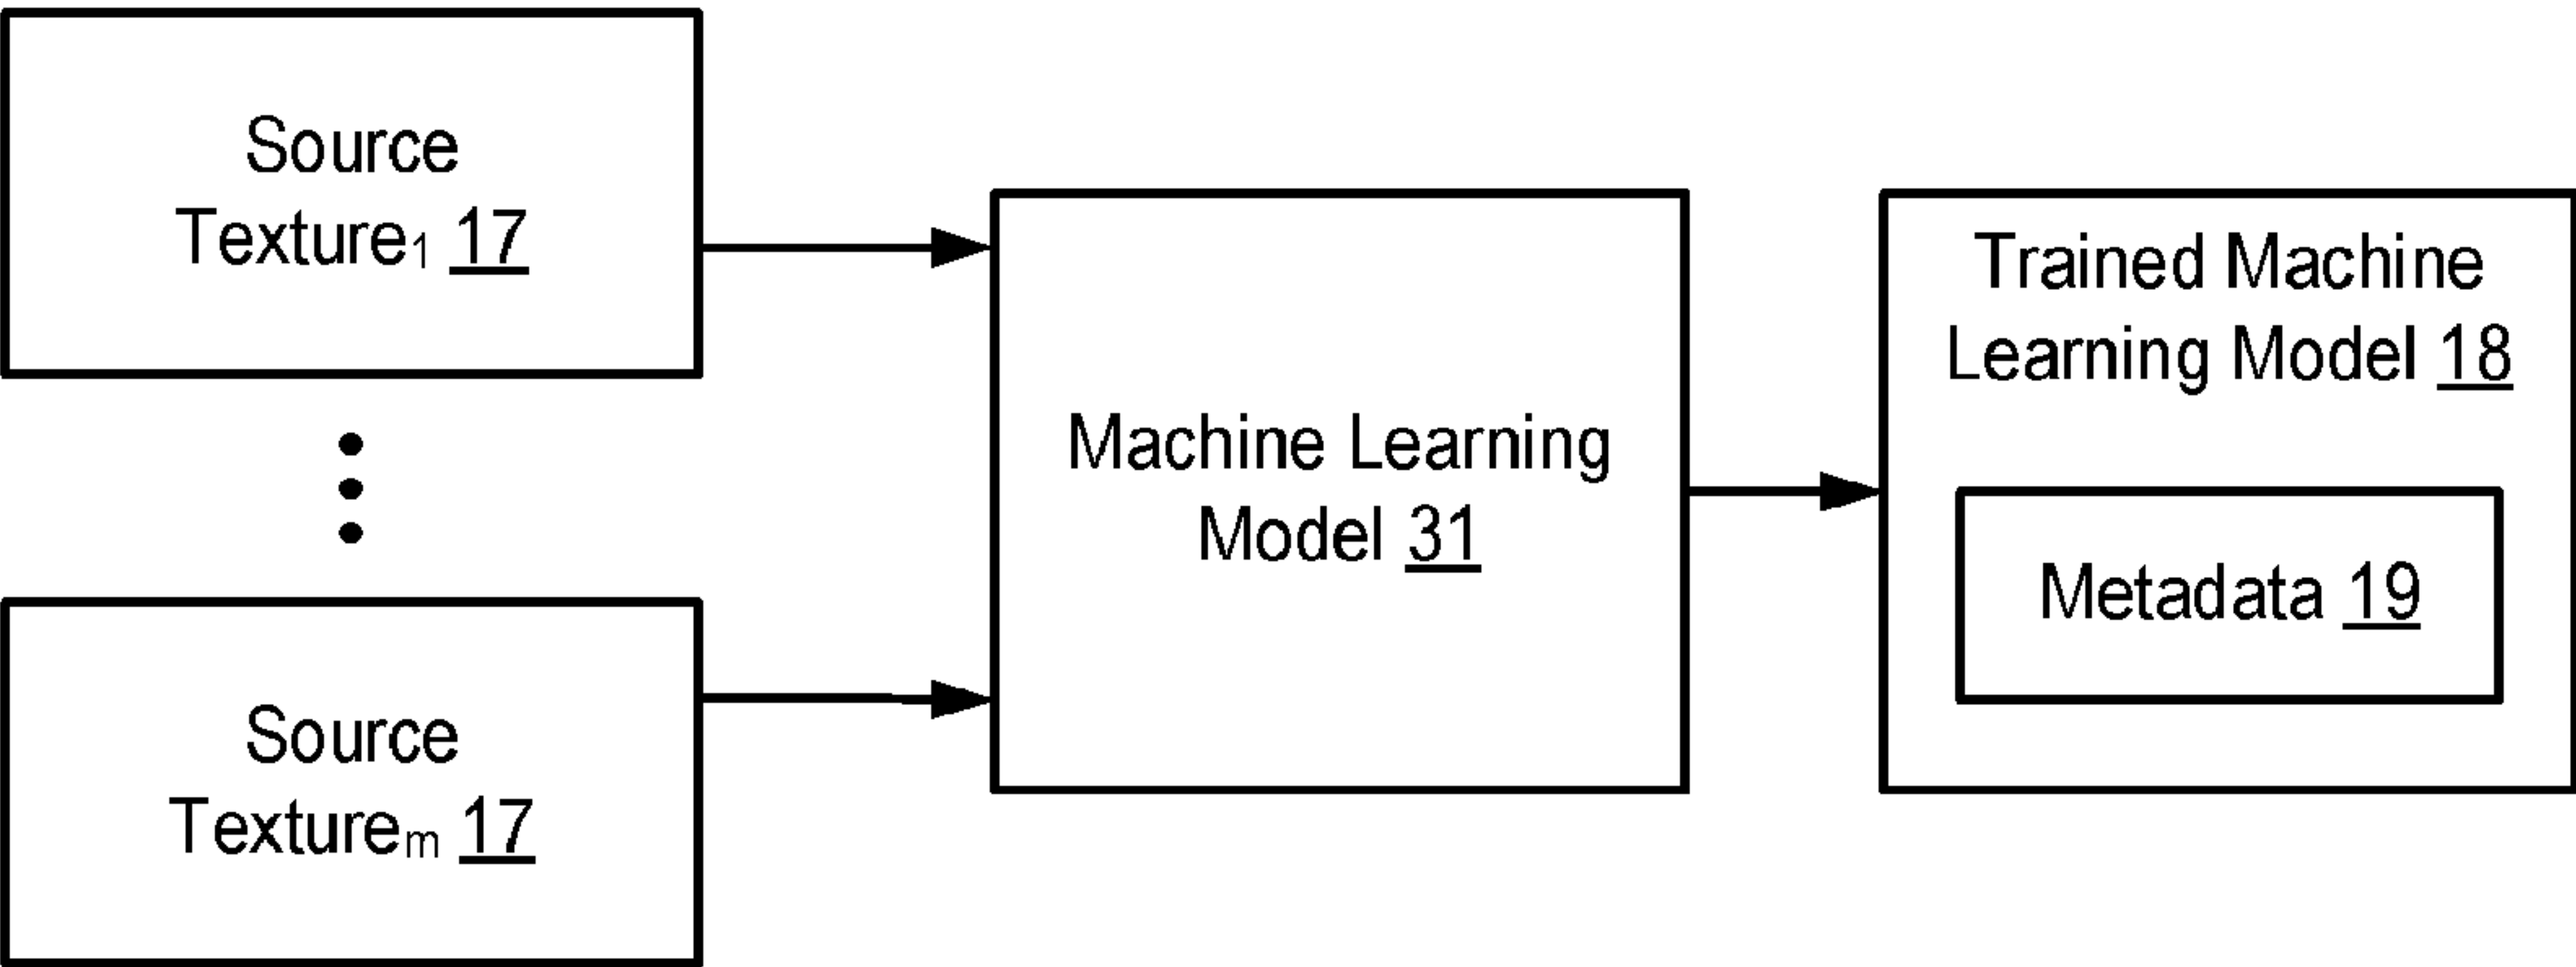 Source
Texture₁ 17
Source
Textureₘ 17
Machine Learning
Model 31
Trained Machine
Learning Model 18
Metadata 19